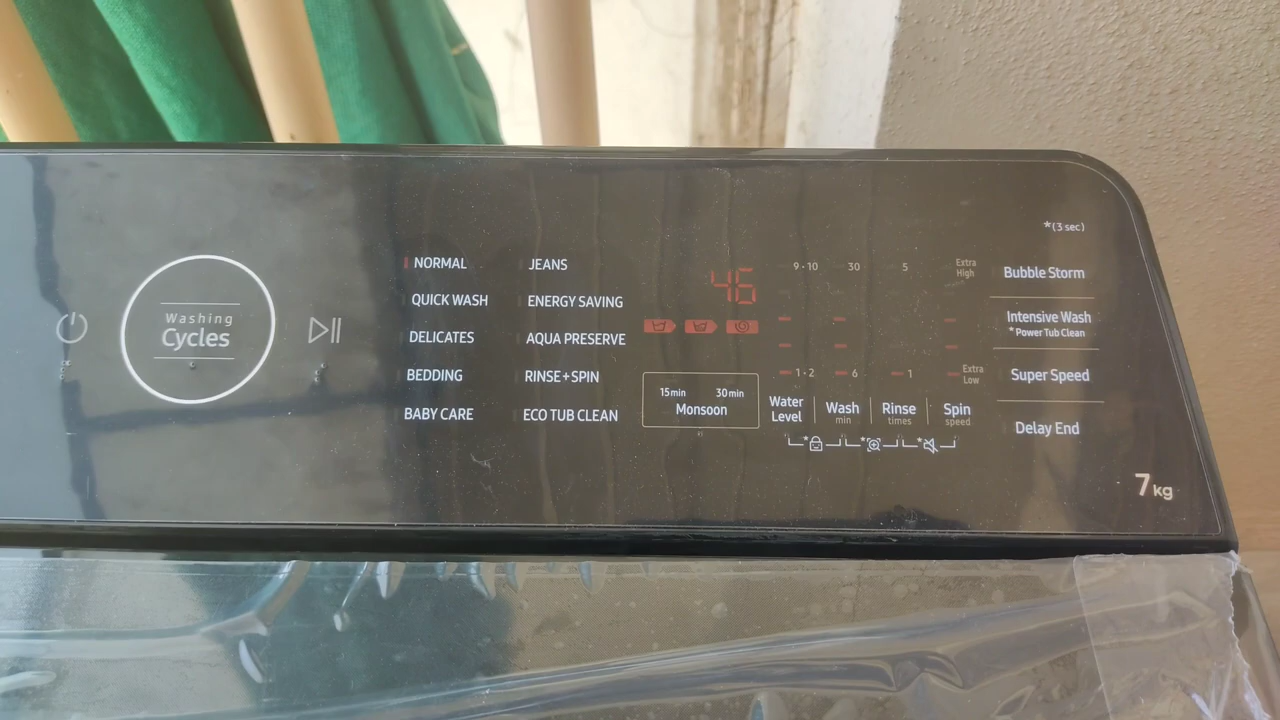 Washing
Cycles
NORMAL
QUICK WASH
DELICATES
BEDDING
BABY CARE
JEANS
ENERGY SAVING
AQUA PRESERVE
RINSE+SPIN
ECO TUB CLEAN
46
15min 30min
Monsoon
9·10 30 5 Extra High
1·2 6 1 Extra Low
Water Level
Wash min
Rinse times
Spin speed
*(3 sec)
Bubble Storm
Intensive Wash
* Power Tub Clean
Super Speed
Delay End
7kg